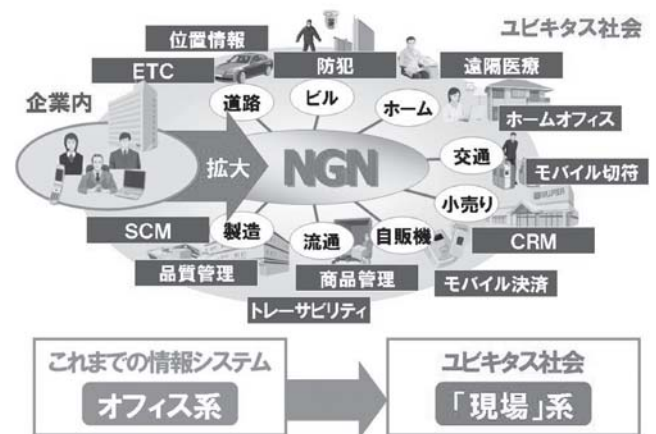 ユビキタス社会
位置情報
防犯
遠隔医療
ETC
企業内
道路
ビル
ホーム
ホームオフィス
拡大
NGN
交通
モバイル切符
小売り
SCM
製造
流通
自販機
CRM
品質管理
商品管理
モバイル決済
トレーサビリティ
これまでの情報システム
オフィス系
ユビキタス社会
「現場」系